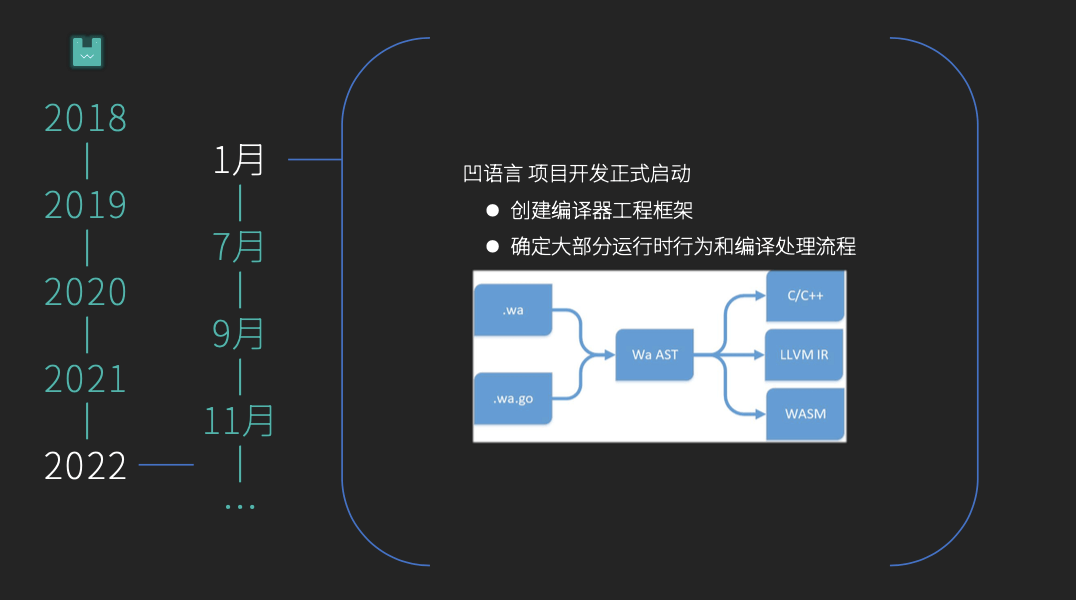 2018
2019
2020
2021
2022
1月
7月
9月
11月
...
凹语言 项目开发正式启动
● 创建编译器工程框架
● 确定大部分运行时行为和编译处理流程
.wa
.wa.go
Wa AST
C/C++
LLVM IR
WASM